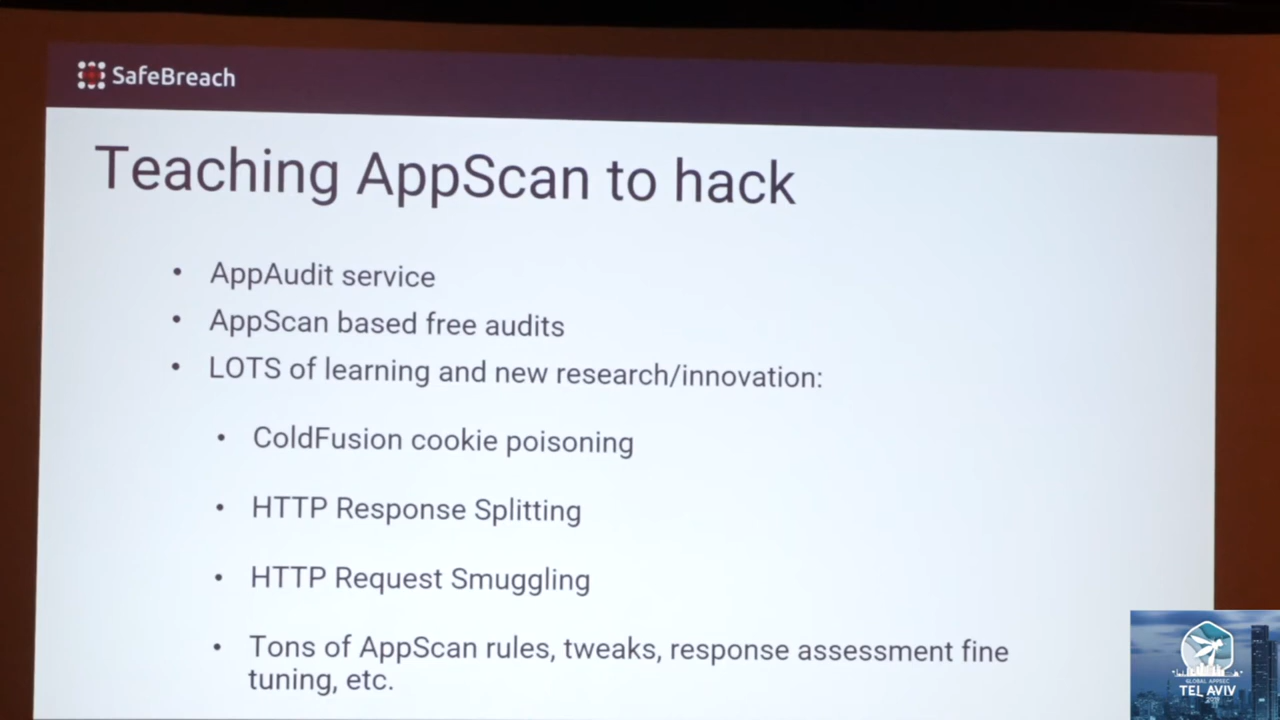 SafeBreach
Teaching AppScan to hack
• AppAudit service
• AppScan based free audits
• LOTS of learning and new research/innovation:
• ColdFusion cookie poisoning
• HTTP Response Splitting
• HTTP Request Smuggling
• Tons of AppScan rules, tweaks, response assessment fine
tuning, etc.
GLOBAL APPSEC
TEL AVIV
2019